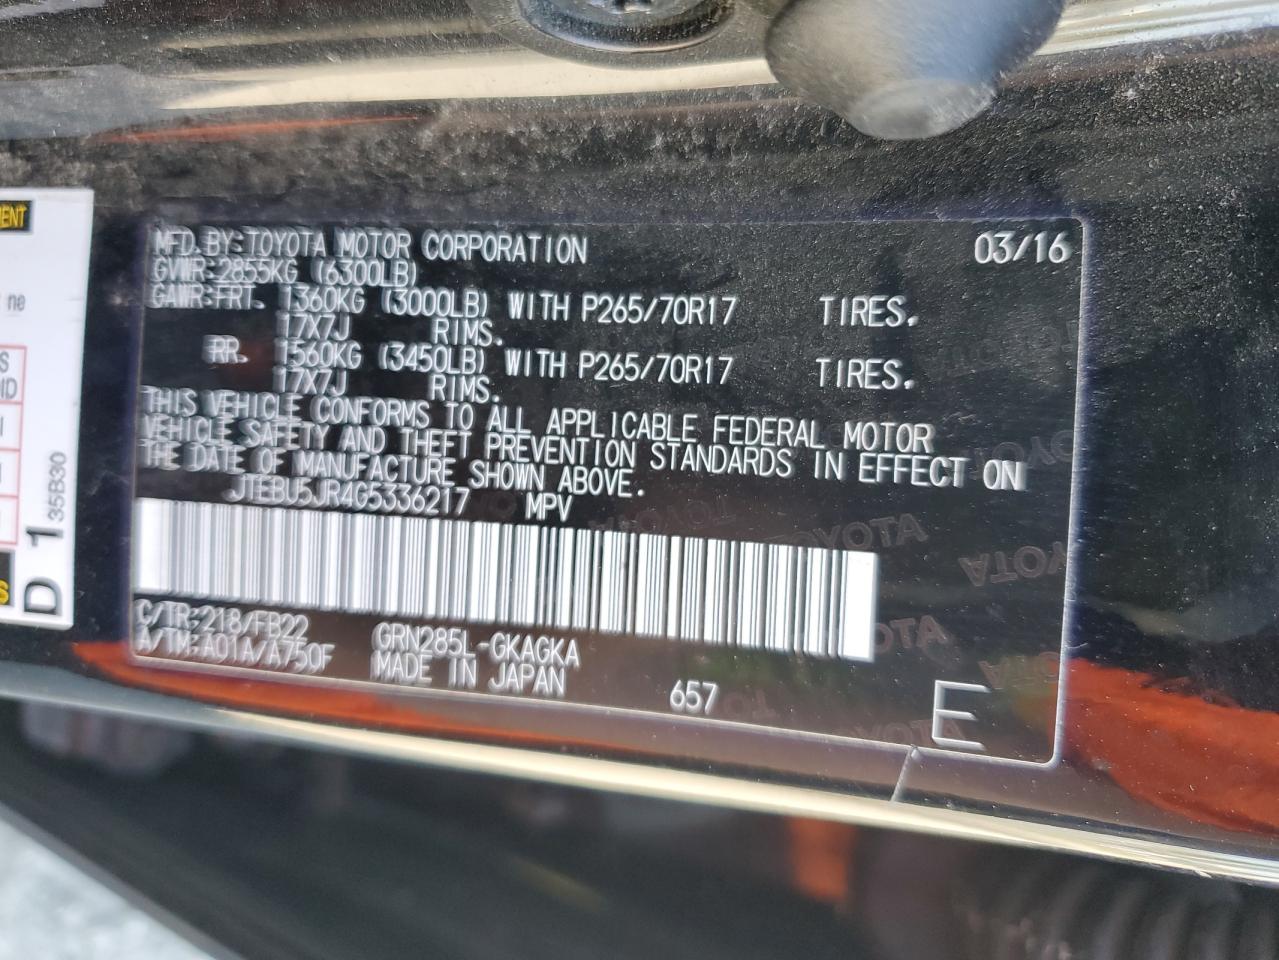 MFD. BY: TOYOTA MOTOR CORPORATION 03/16
GVWR: 2855KG (6300LB)
GAWR: FRT. 1360KG (3000LB) WITH P265/70R17 TIRES.
17X7J RIMS.
RR. 1560KG (3450LB) WITH P265/70R17 TIRES.
17X7J RIMS.
THIS VEHICLE CONFORMS TO ALL APPLICABLE FEDERAL MOTOR
VEHICLE SAFETY AND THEFT PREVENTION STANDARDS IN EFFECT ON
THE DATE OF MANUFACTURE SHOWN ABOVE.
JTEBU5JR4G5336217 MPV
C/TR: 218/FB22 GRN285L-GKAGKA
A/TM: A01A/A750F MADE IN JAPAN
657
E
D 1
35B30
TOYOTA
TOYOTA
TOYOTA